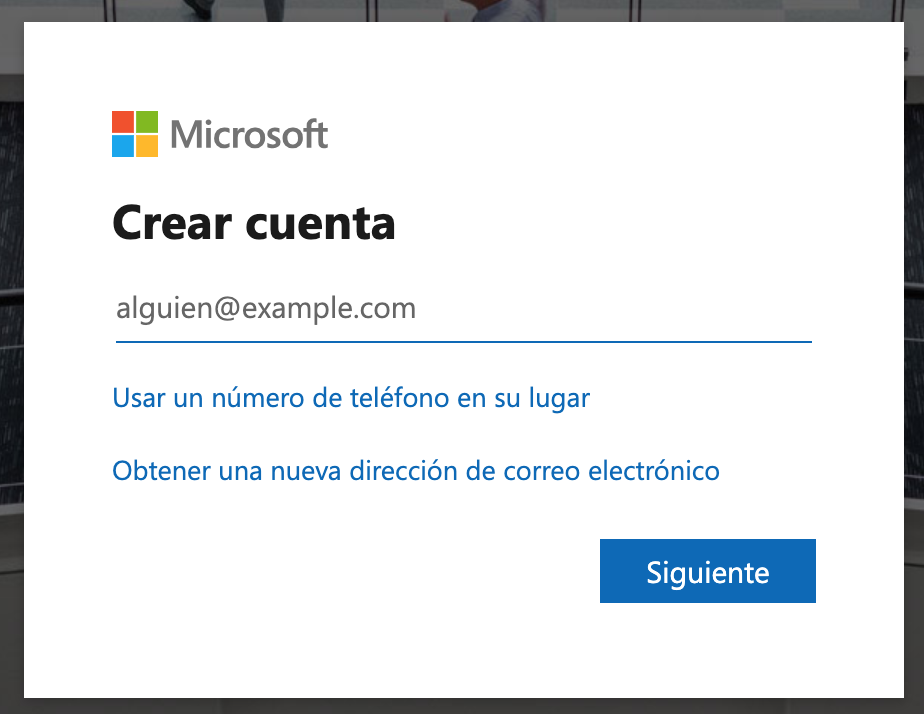 Microsoft
Crear cuenta
alguien@example.com
Usar un número de teléfono en su lugar
Obtener una nueva dirección de correo electrónico
Siguiente